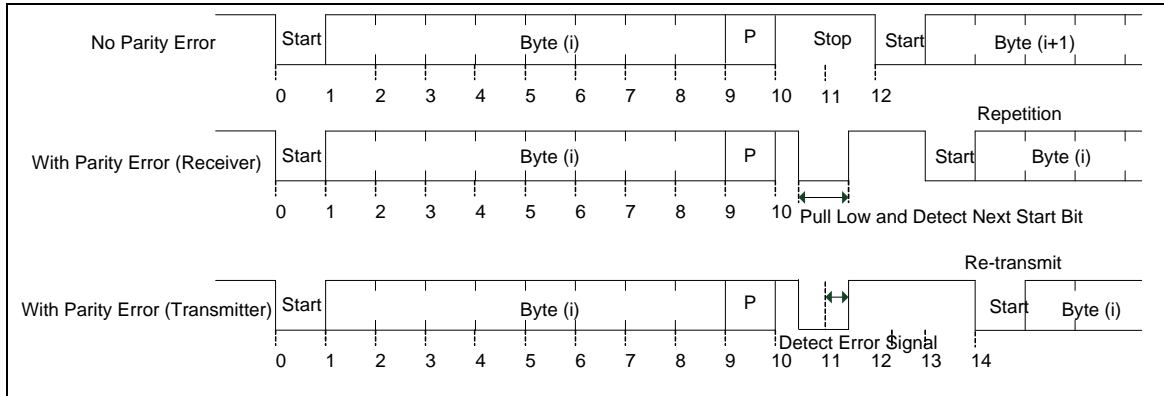 No Parity Error Start Byte (i) P Stop Start Byte (i+1)
0 1 2 3 4 5 6 7 8 9 10 11 12
Repetition
With Parity Error (Receiver) Start Byte (i) P Start Byte (i)
0 1 2 3 4 5 6 7 8 9 10 Pull Low and Detect Next Start Bit
Re-transmit
With Parity Error (Transmitter) Start Byte (i) P Start Byte (i)
Detect Error Signal
0 1 2 3 4 5 6 7 8 9 10 11 12 13 14